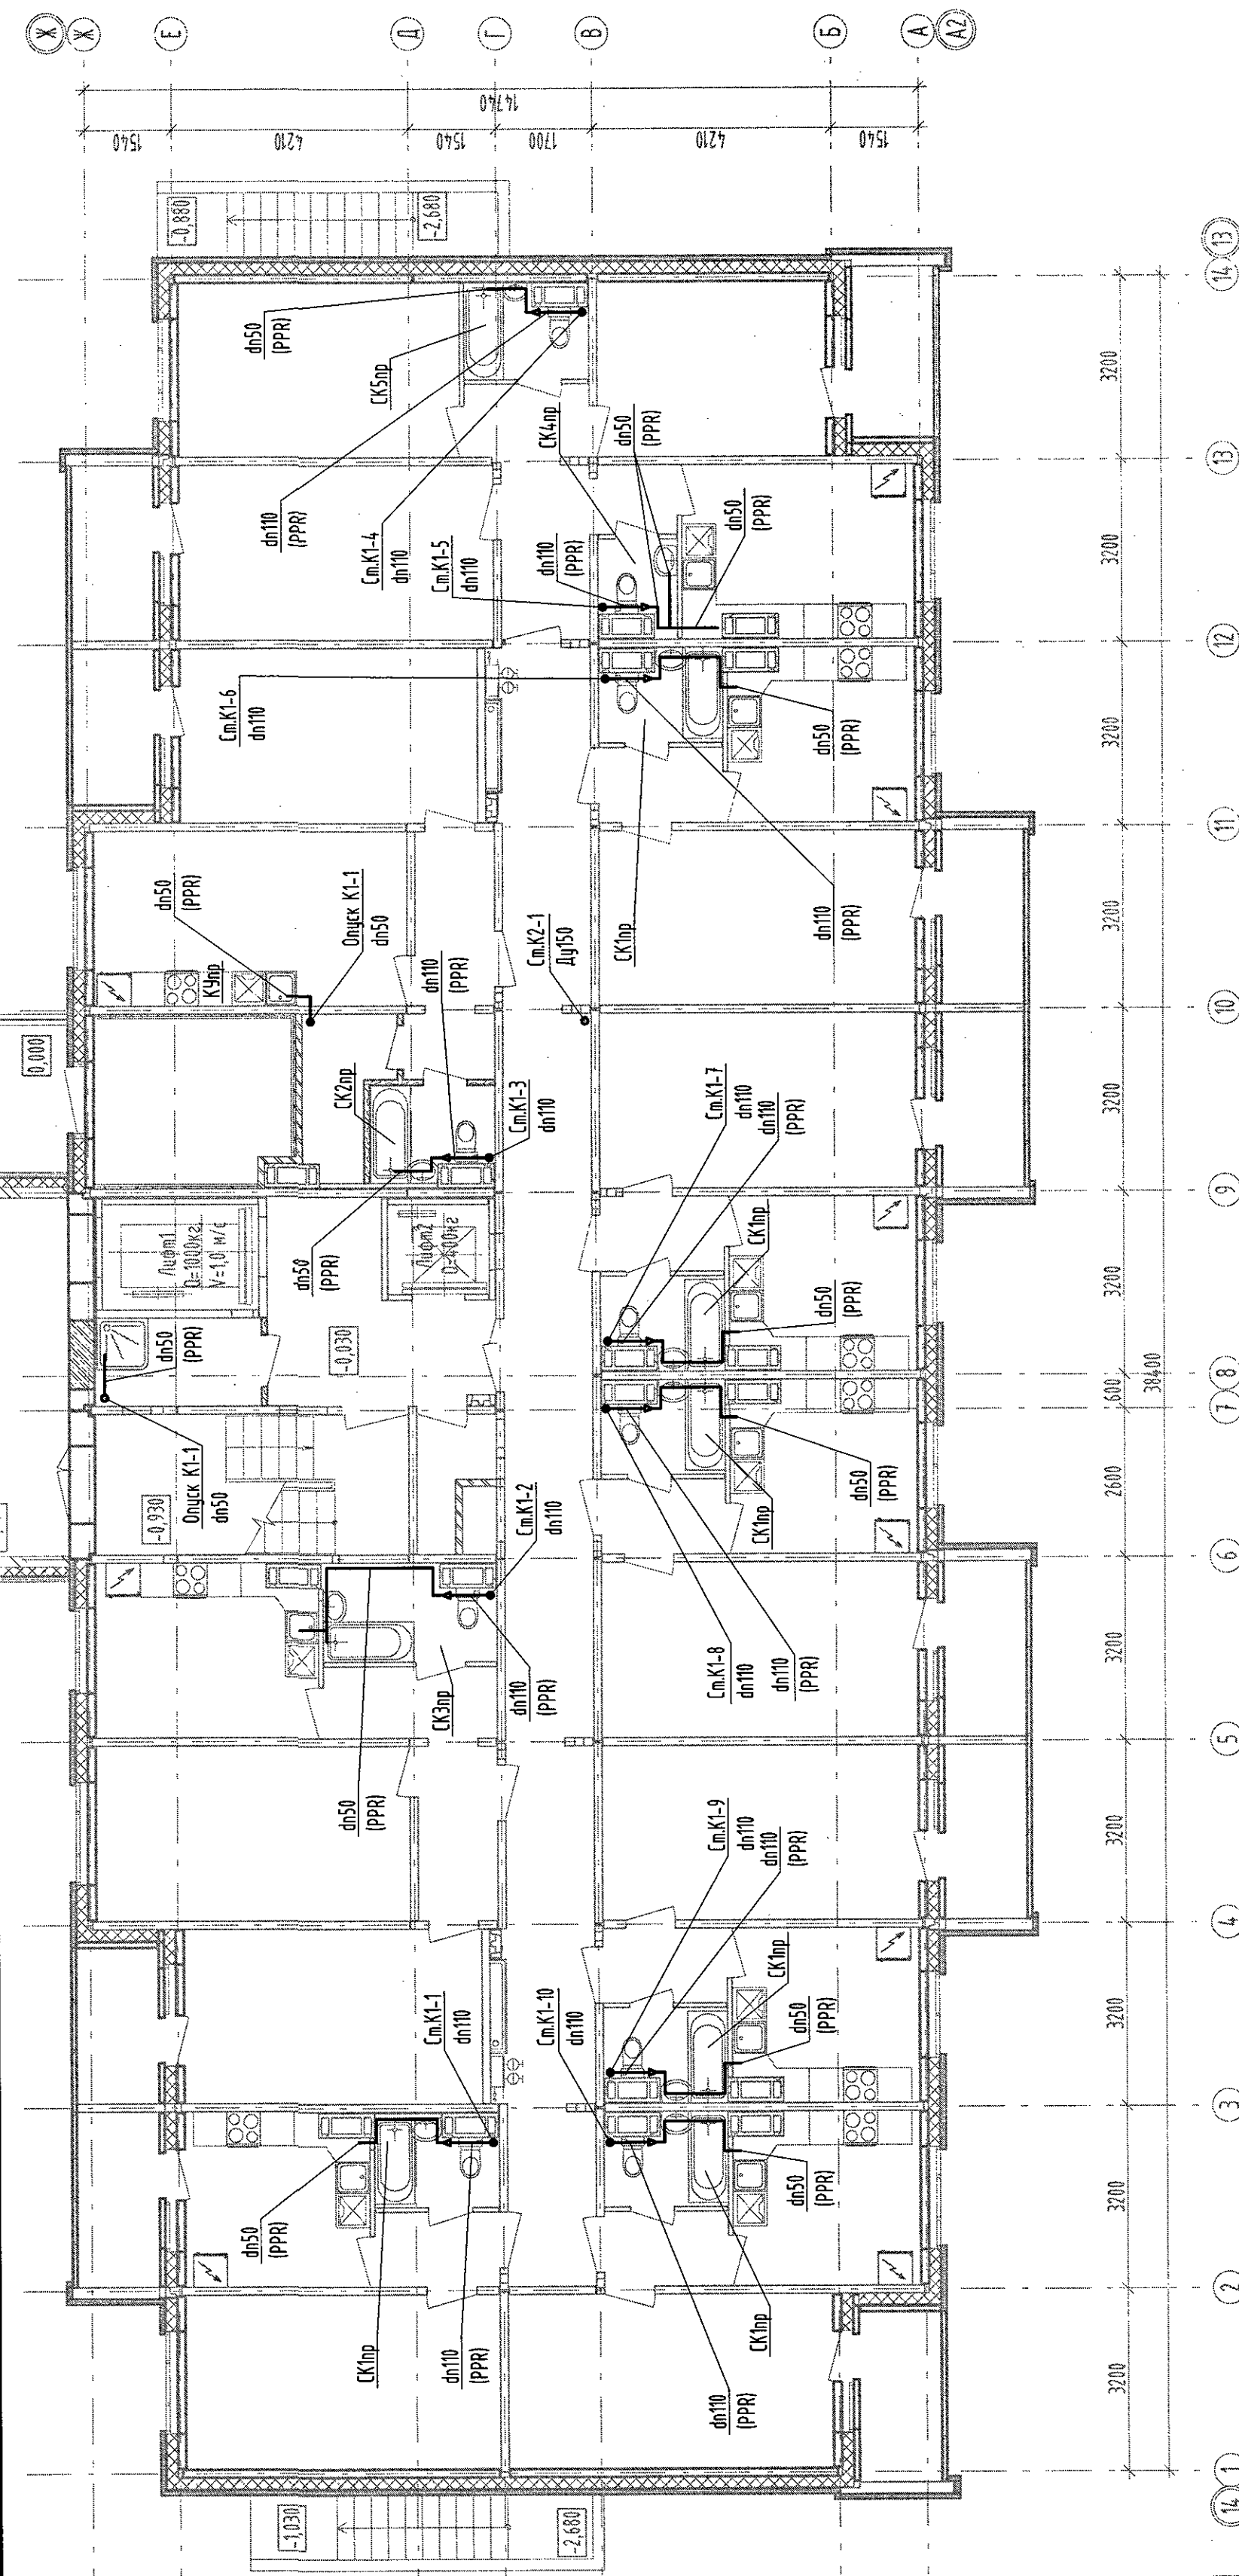 Ж
Ж
Е
Д
Г
В
Б
А
А2
1540
4210
1540
1700
4210
1540
14740
-0,880
-2,680
dn50
(PPR)
СК5пр
dn110
(PPR)
Ст.К1-4
dn110
Ст.К1-5
dn110
dn110
(PPR)
СК4пр
dn50
(PPR)
dn50
(PPR)
Ст.К1-6
dn110
dn50
(PPR)
СК1пр
dn110
(PPR)
dn50
(PPR)
КУпр
Опуск К1-1
dn50
dn110
(PPR)
Ст.К2-1
Ду150
0,000
СК2пр
Ст.К1-3
dn110
dn50
(PPR)
Ст.К1-7
dn110
dn110
(PPR)
СК1пр
dn50
(PPR)
Лифт1
Q=1000кг
V=1,0 м/с
Лифт2
Q=400кг
dn50
(PPR)
-0,030
Опуск К1-1
dn50
-0,930
Ст.К1-2
dn110
dn50
(PPR)
СК1пр
Ст.К1-8
dn110
dn110
(PPR)
СК3пр
dn110
(PPR)
dn50
(PPR)
Ст.К1-9
dn110
dn110
(PPR)
СК1пр
dn50
(PPR)
Ст.К1-1
dn110
Ст.К1-10
dn110
dn50
(PPR)
dn50
(PPR)
СК1пр
dn110
(PPR)
СК1пр
dn110
(PPR)
-1,030
-2,680
3200
3200
3200
3200
3200
3200
2600
600
3200
3200
3200
3200
3200
38400
14
1
2
3
4
5
6
7
8
9
10
11
12
13
14
13